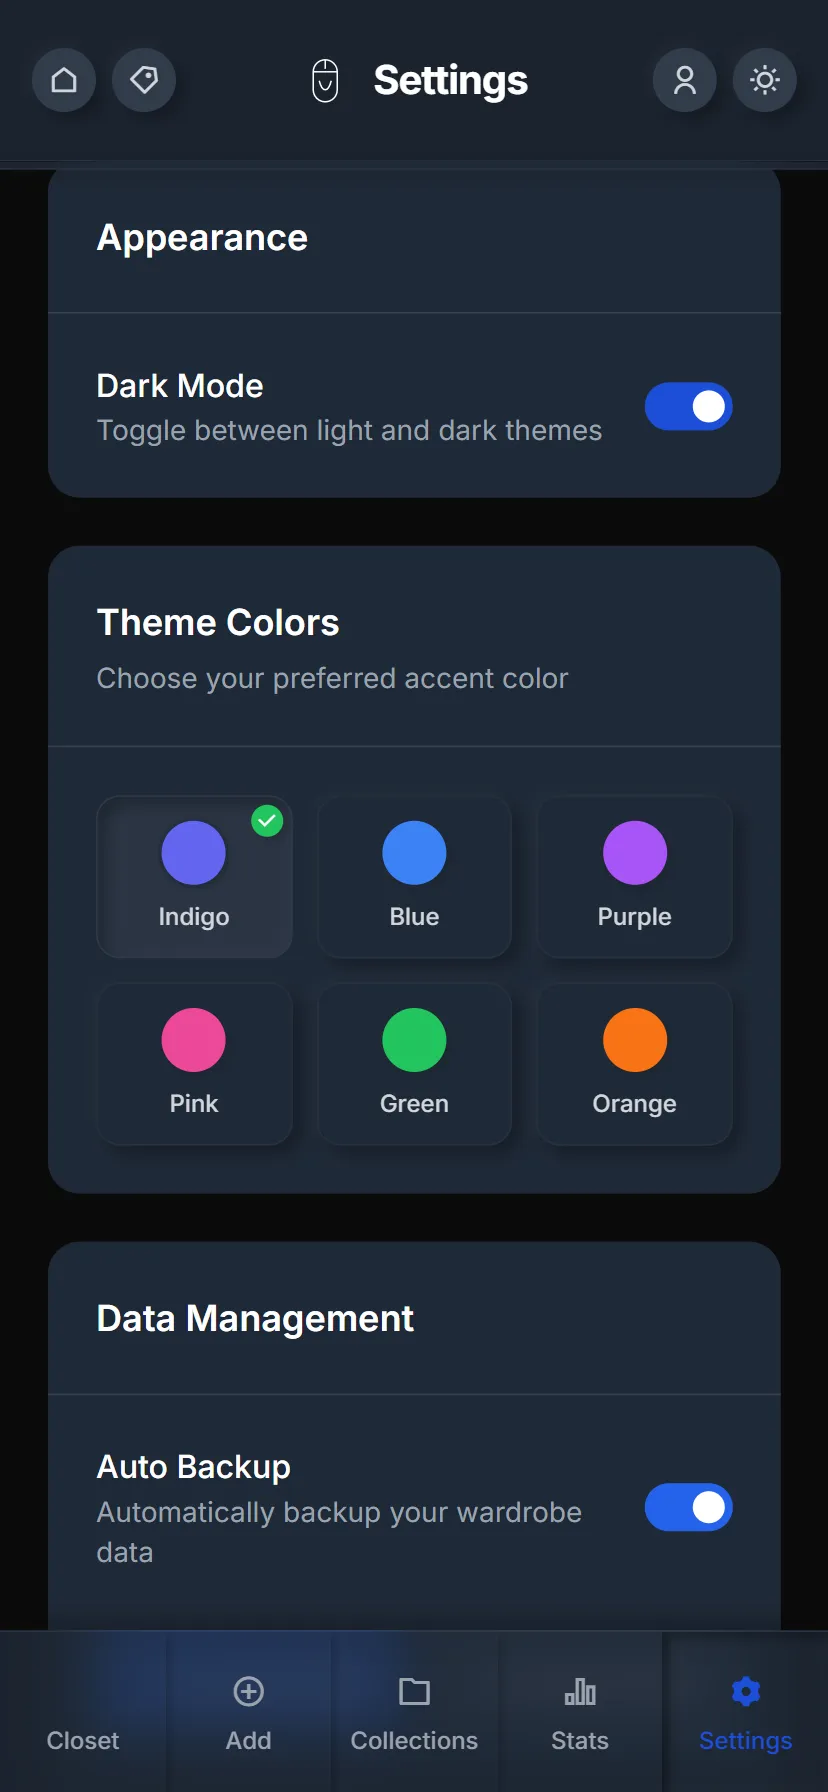 Settings
Appearance
Dark Mode
Toggle between light and dark themes
Theme Colors
Choose your preferred accent color
Indigo
Blue
Purple
Pink
Green
Orange
Data Management
Auto Backup
Automatically backup your wardrobe
data
Closet
Add
Collections
Stats
Settings